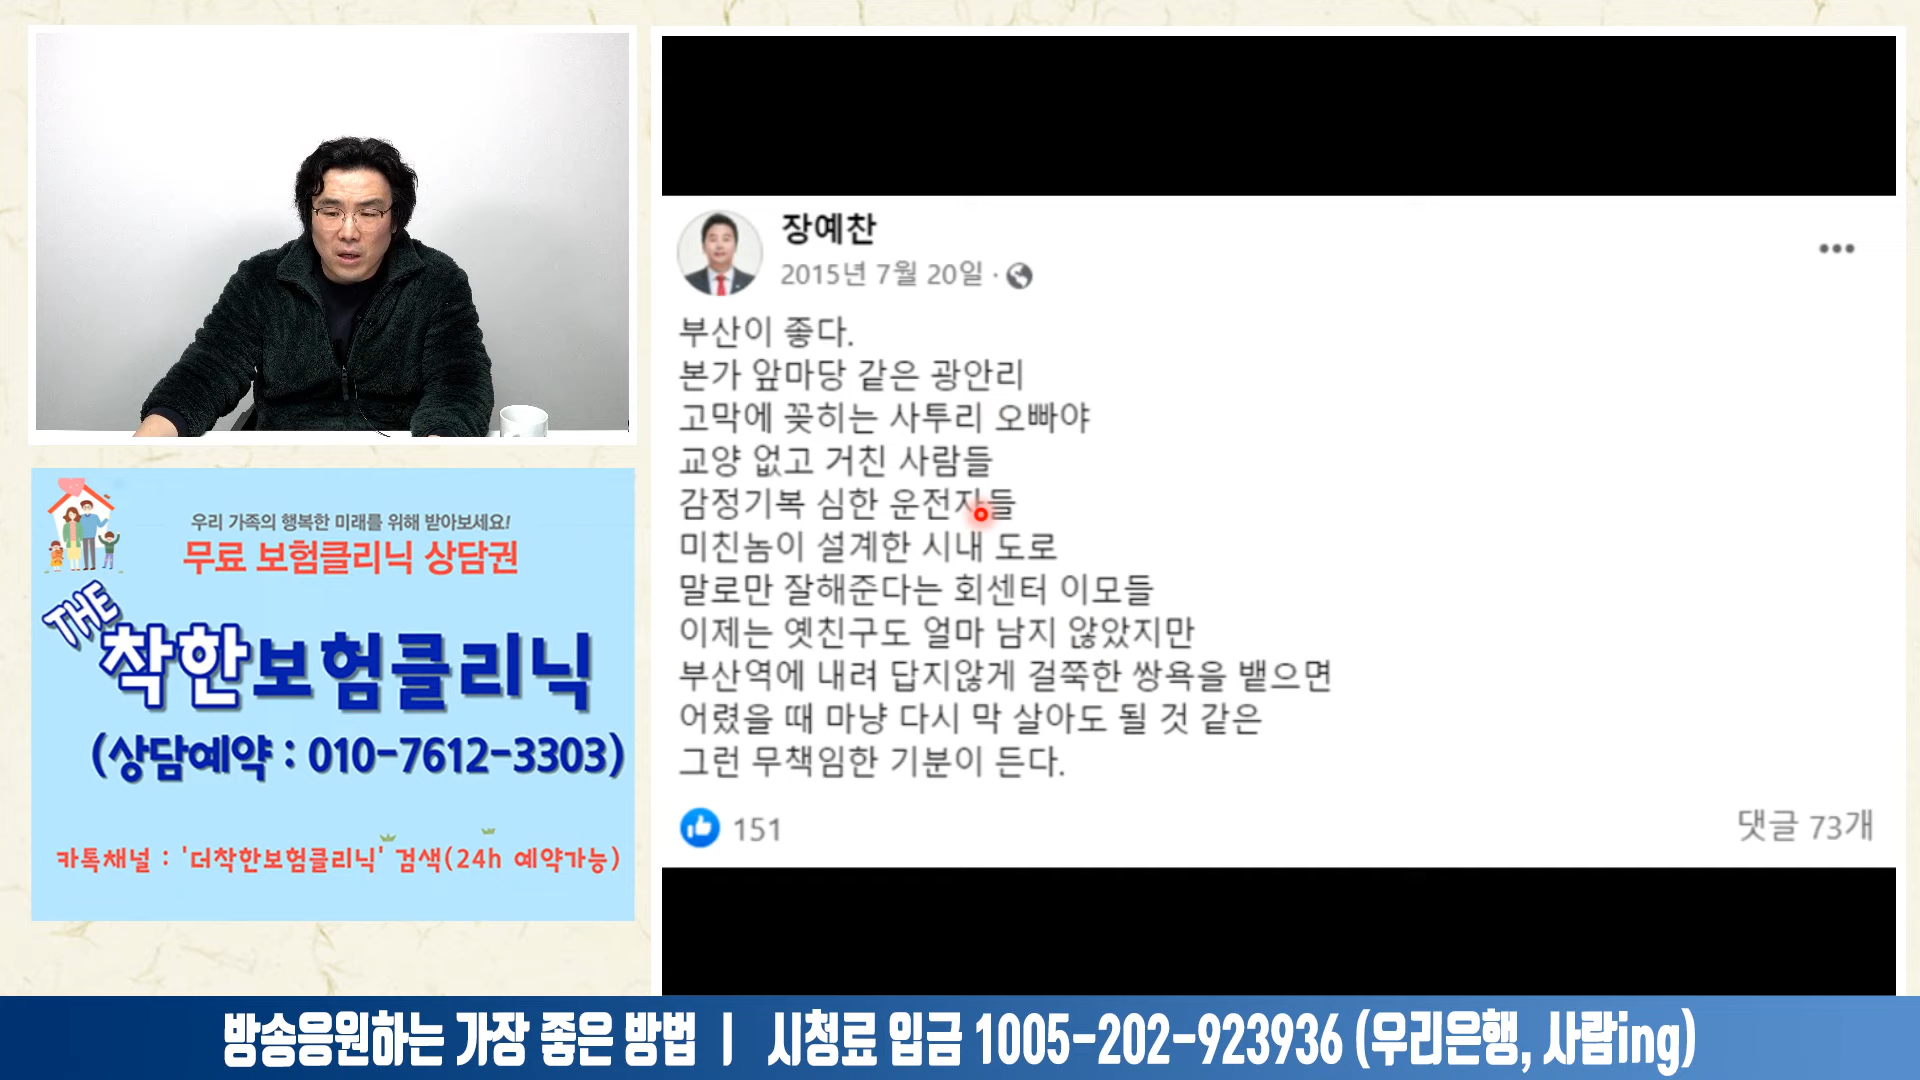 우리 가족의 행복한 미래를 위해 받아보세요!
무료 보험클리닉 상담권
THE
착한보험클리닉
(상담예약 : 010-7612-3303)
카톡채널 : '더착한보험클리닉' 검색(24h 예약가능)
장예찬
2015년 7월 20일 ·
부산이 좋다.
본가 앞마당 같은 광안리
고막에 꽂히는 사투리 오빠야
교양 없고 거친 사람들
감정기복 심한 운전자들
미친놈이 설계한 시내 도로
말로만 잘해준다는 회센터 이모들
이제는 옛친구도 얼마 남지 않았지만
부산역에 내려 답지않게 걸쭉한 쌍욕을 뱉으면
어렸을 때 마냥 다시 막 살아도 될 것 같은
그런 무책임한 기분이 든다.
151
댓글 73개
방송응원하는 가장 좋은 방법 ㅣ 시청료 입금 1005-202-923936 (우리은행, 사람ing)